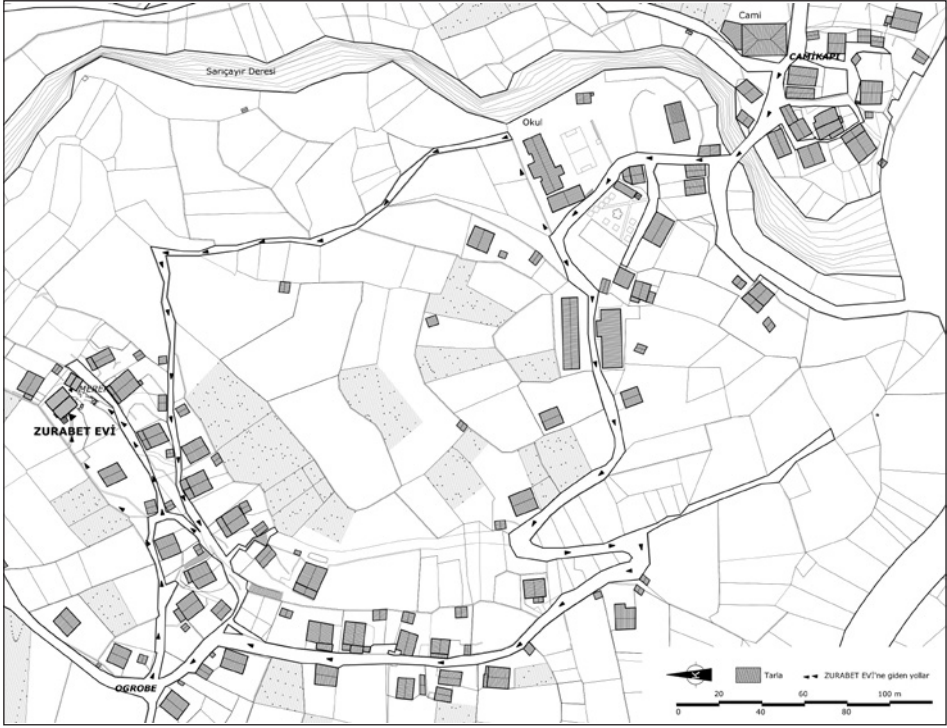 Cami
CAMİKAPI
Sarıçayır Deresi
Okul
MEREK
ZURABET EVİ
OGROBE
Tarla
ZURABET EVİ'ne giden yollar
20 60 100 m
0 40 80